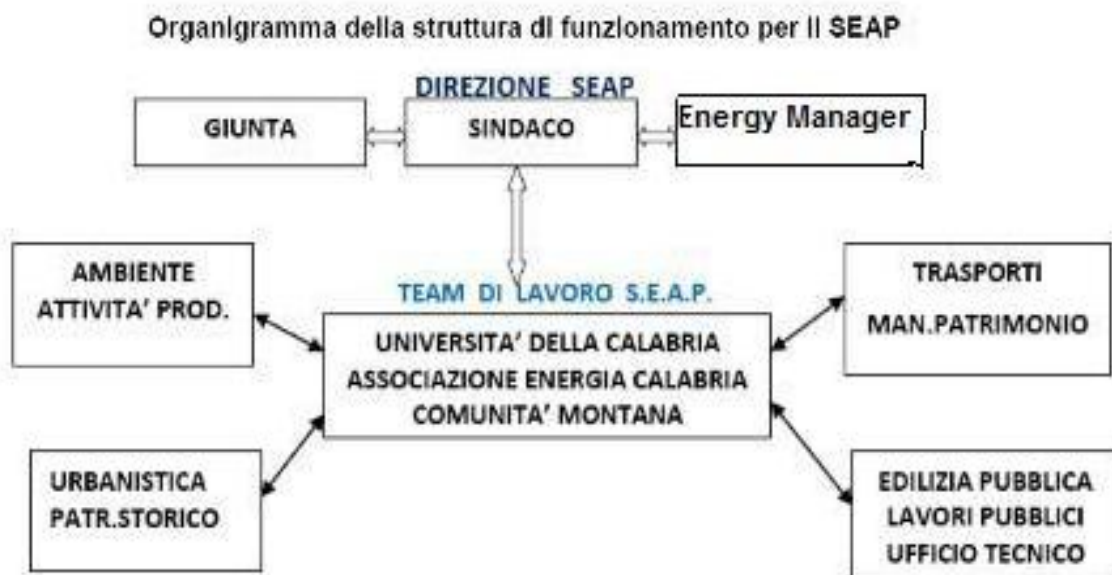 Organigramma della struttura di funzionamento per il SEAP
DIREZIONE SEAP
GIUNTA
SINDACO
Energy Manager
AMBIENTE
ATTIVITA' PROD.
TRASPORTI
MAN.PATRIMONIO
TEAM DI LAVORO S.E.A.P.
UNIVERSITA' DELLA CALABRIA
ASSOCIAZIONE ENERGIA CALABRIA
COMUNITA' MONTANA
URBANISTICA
PATR.STORICO
EDILIZIA PUBBLICA
LAVORI PUBBLICI
UFFICIO TECNICO